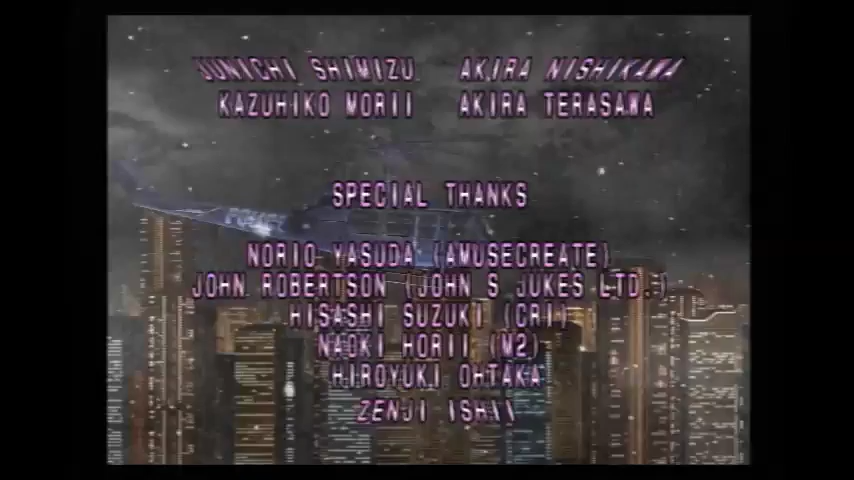 JUNICHI SHIMIZU AKIRA NISHIKAWA
KAZUHIKO MORII AKIRA TERASAWA
SPECIAL THANKS
NORIO YASUDA (AMUSECREATE)
JOHN ROBERTSON (JOHN S JUKES LTD.)
HISASHI SUZUKI (CRI)
NAOKI HORII (M2)
HIROYUKI OHTAKA
ZENJI ISHII